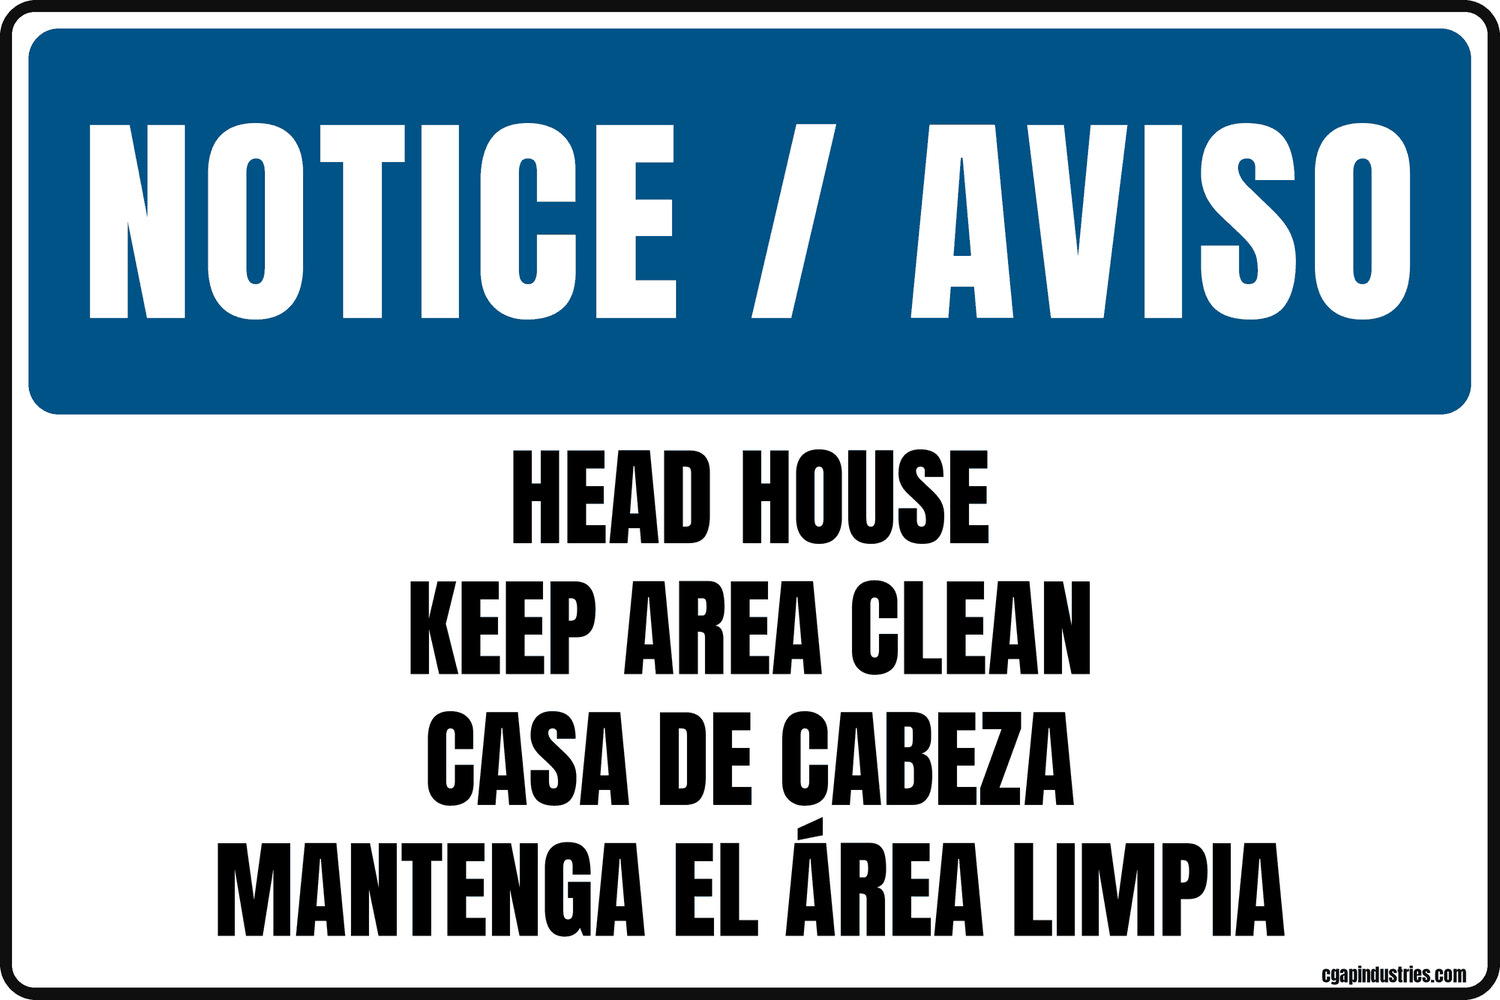 NOTICE / AVISO
HEAD HOUSE
KEEP AREA CLEAN
CASA DE CABEZA
MANTENGA EL ÁREA LIMPIA
cgapindustries.com